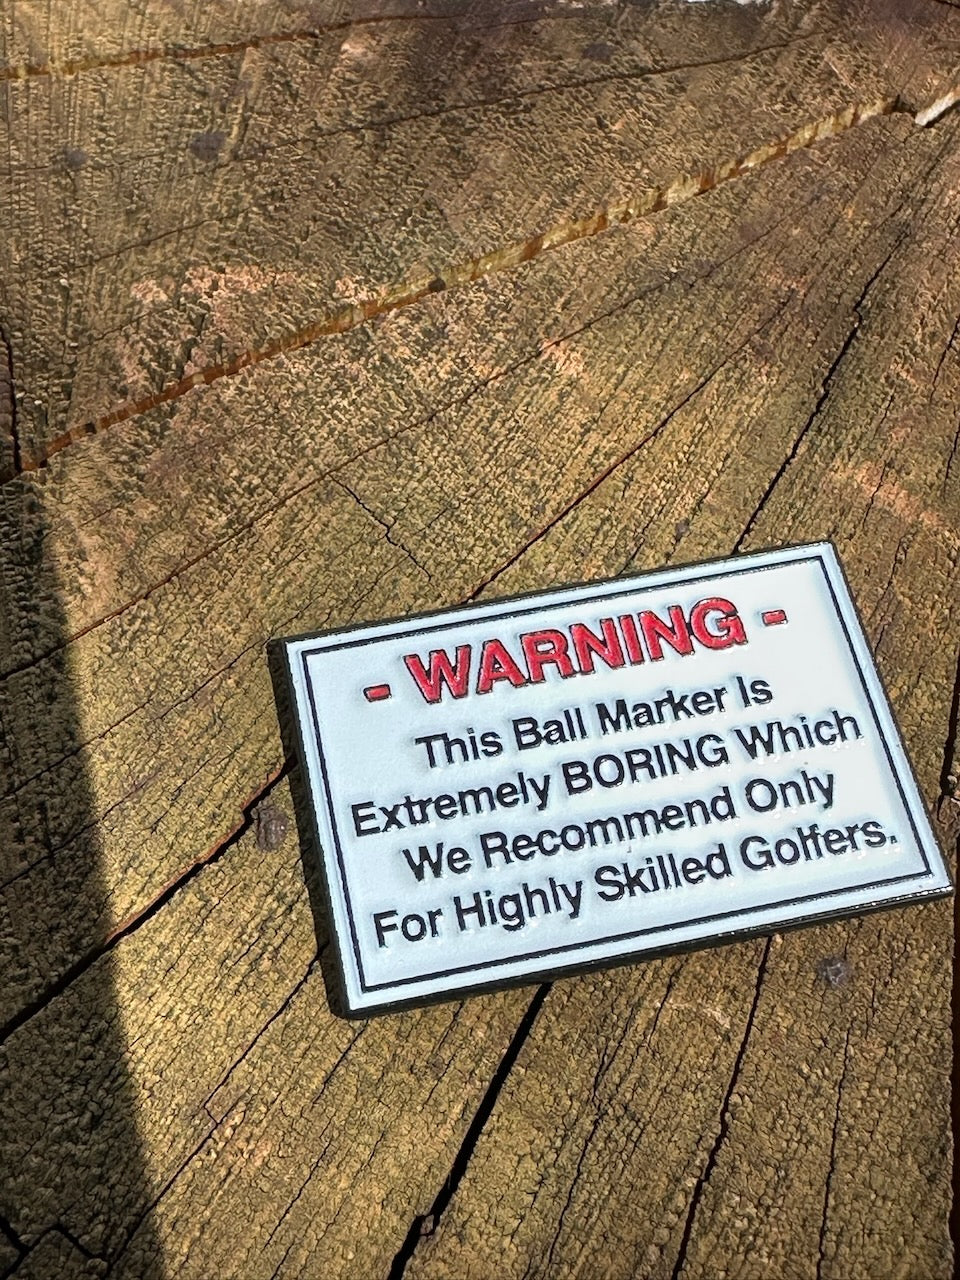 - WARNING -
This Ball Marker Is
Extremely BORING Which
We Recommend Only
For Highly Skilled Golfers.